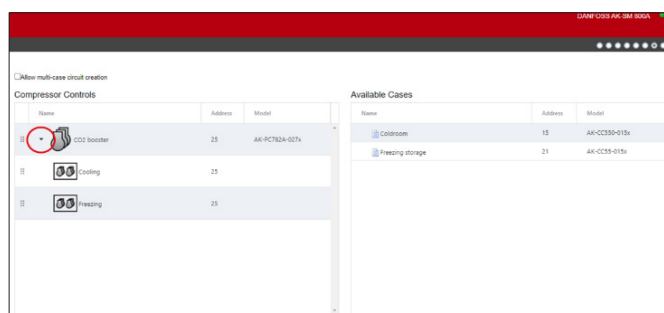 DANFOSS AK-SM 800A
Allow multi-case circuit creation
Compressor Controls
Available Cases
Name Address Model
Name Address Model
CO2 booster 25 AK-PC782A-027x
Coldroom 15 AK-CC550-015x
Cooling 25
Freezing storage 21 AK-CC55-015x
Freezing 25